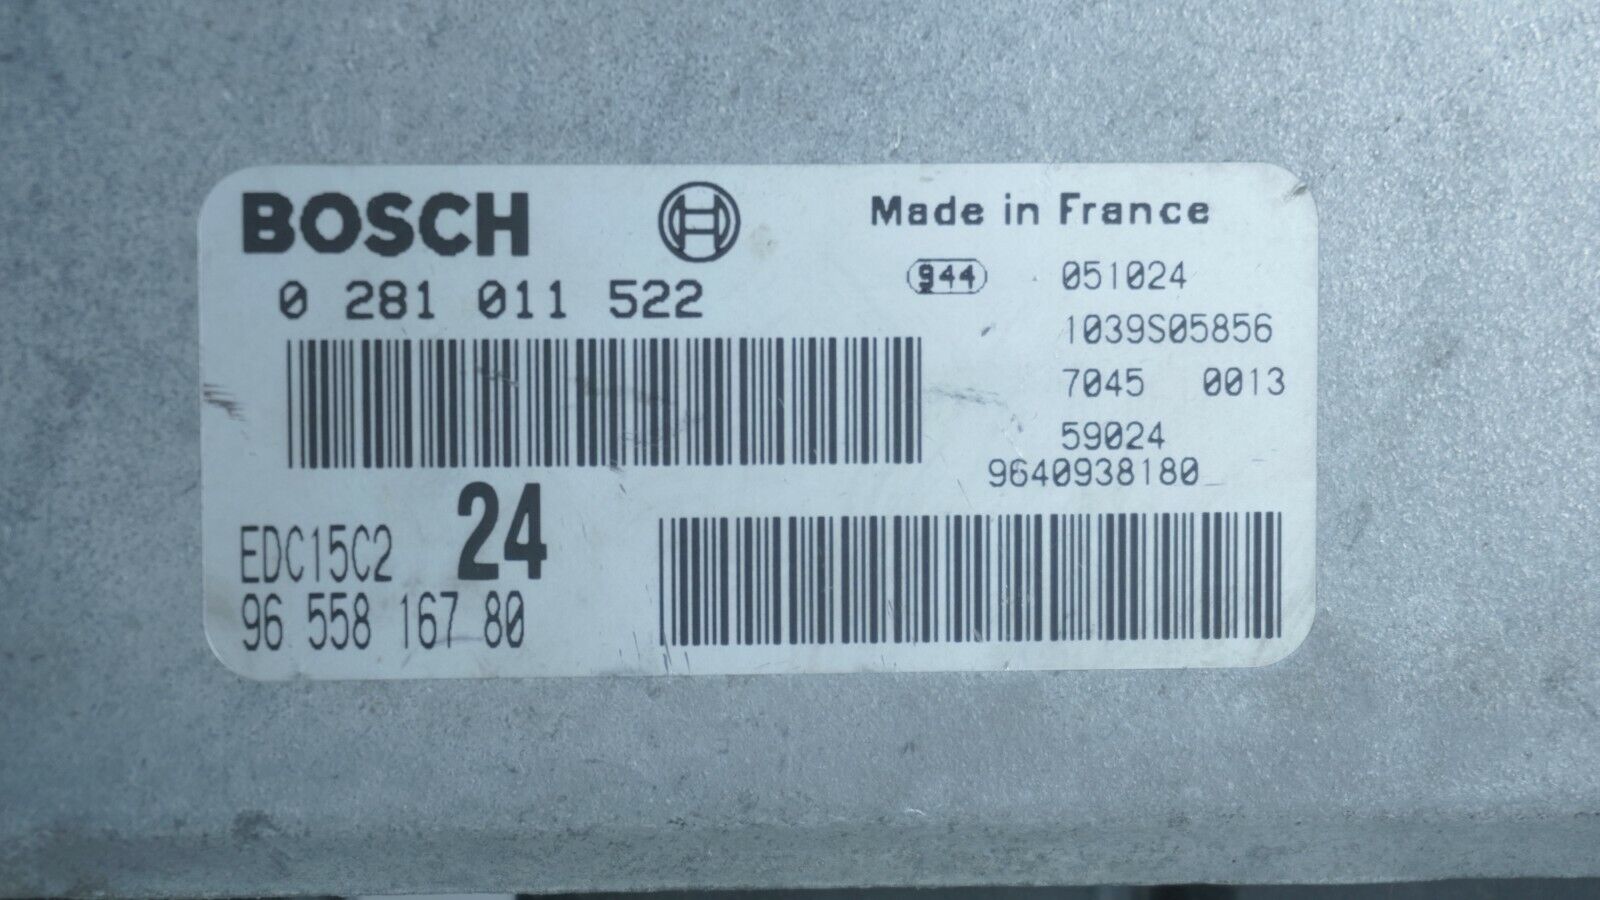 BOSCH
Made in France
0 281 011 522
944 051024
1039S05856
7045 0013
59024
9640938180_
EDC15C2 24
96 558 167 80